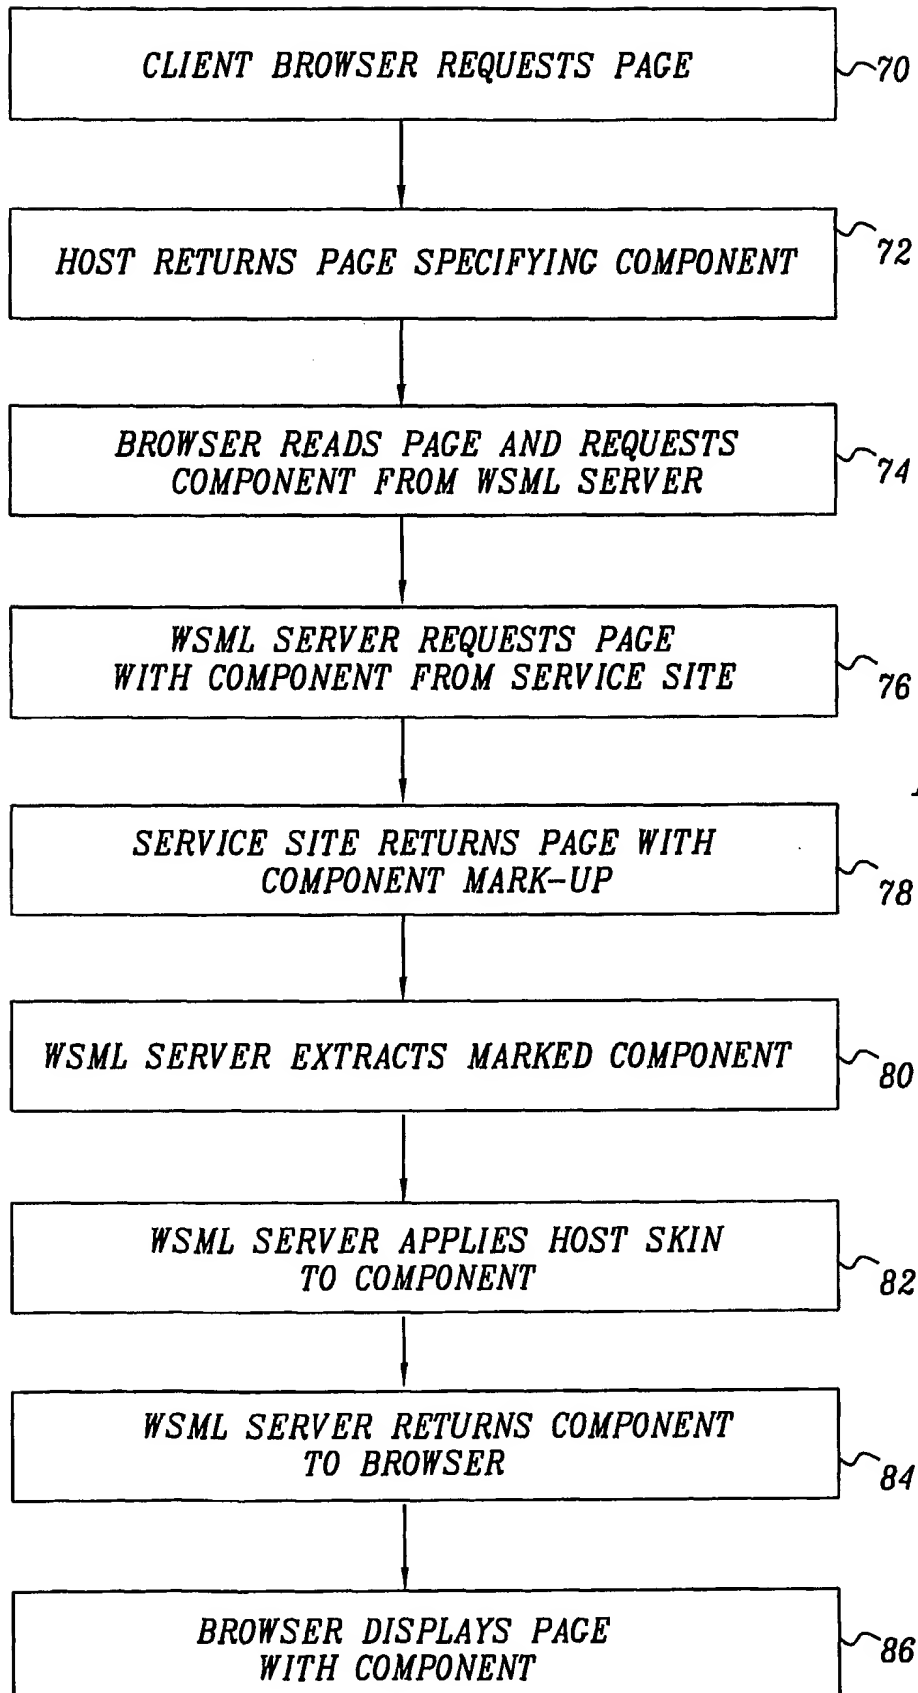 CLIENT BROWSER REQUESTS PAGE
70
HOST RETURNS PAGE SPECIFYING COMPONENT
72
BROWSER READS PAGE AND REQUESTS
COMPONENT FROM WSML SERVER
74
WSML SERVER REQUESTS PAGE
WITH COMPONENT FROM SERVICE SITE
76
SERVICE SITE RETURNS PAGE WITH
COMPONENT MARK-UP
78
WSML SERVER EXTRACTS MARKED COMPONENT
80
WSML SERVER APPLIES HOST SKIN
TO COMPONENT
82
WSML SERVER RETURNS COMPONENT
TO BROWSER
84
BROWSER DISPLAYS PAGE
WITH COMPONENT
86